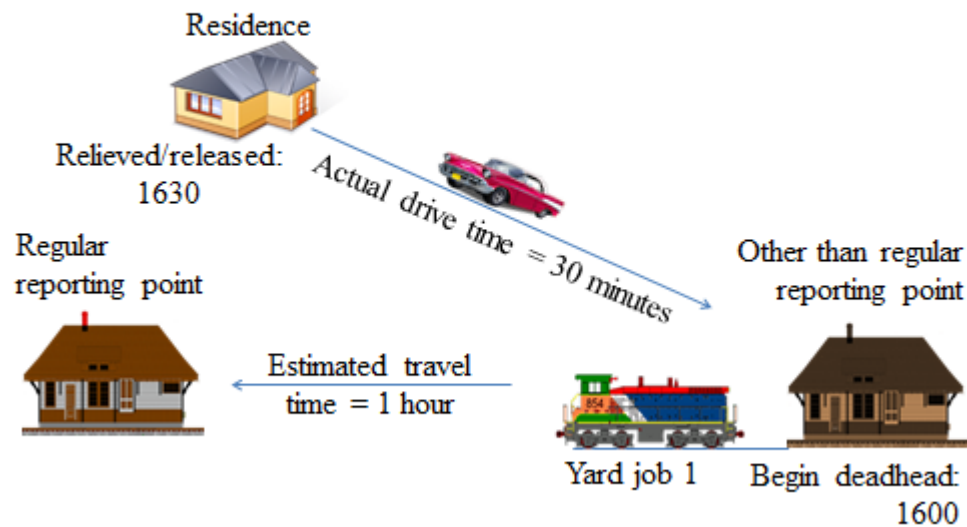 Residence
Relieved/released:
1630
Actual drive time = 30 minutes
Regular
reporting point
Other than regular
reporting point
Estimated travel
time = 1 hour
854
Yard job 1
Begin deadhead:
1600